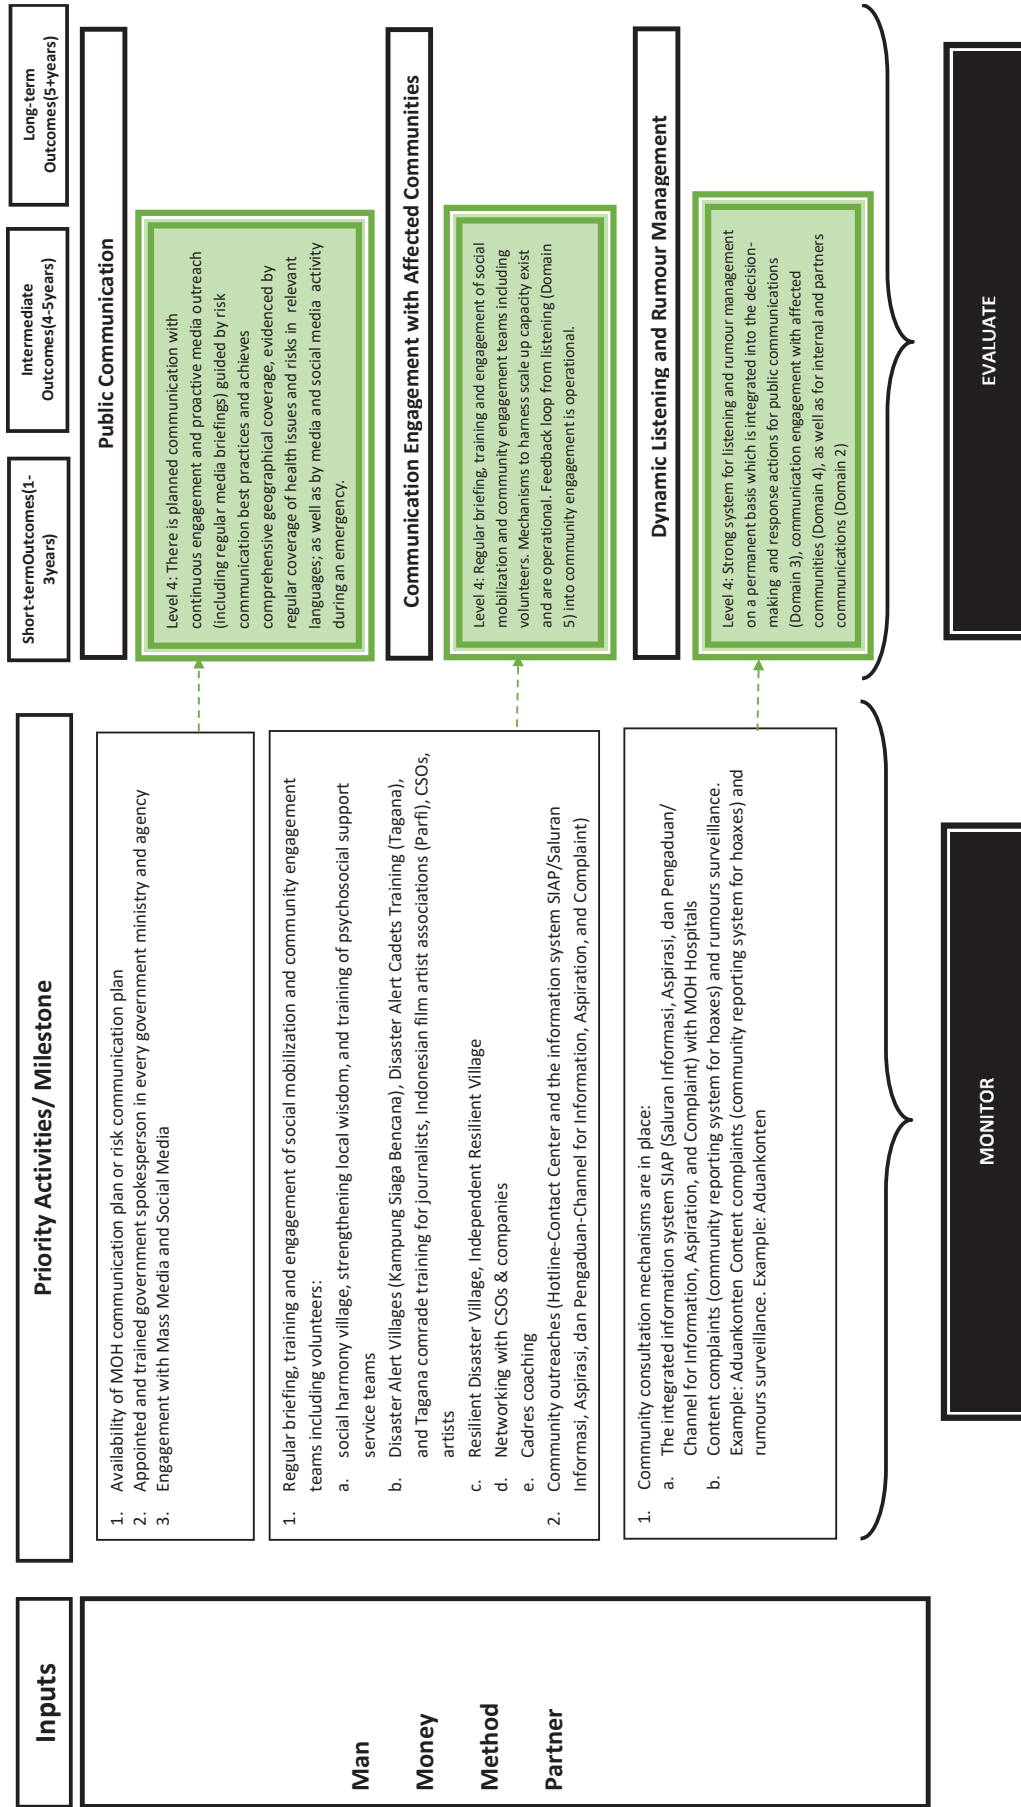 Inputs
Man
Money
Method
Partner
Priority Activities/ Milestone
1. Availability of MOH communication plan or risk communication plan
2. Appointed and trained government spokesperson in every government ministry and agency
3. Engagement with Mass Media and Social Media
1. Regular briefing, training and engagement of social mobilization and community engagement
teams including volunteers::
a. social harmony village, strengthening local wisdom, and training of psychosocial support
service teams
b. Disaster Alert Villages (Kampung Siaga Bencana), Disaster Alert Cadets Training (Tagana),
and Tagana comrade training for journalists, Indonesian film artist associations (Parfi), CSOs,
artists
c. Resilient Disaster Village, Independent Resilient Village
d. Networking with CSOs & companies
e. Cadres coaching
2. Community outreaches (Hotline-Contact Center and the information system SIAP/Saluran
Informasi, Aspirasi, dan Pengaduan-Channel for Information, Aspiration, and Complaint)
1. Community consultation mechanisms are in place:
a. The integrated information system SIAP (Saluran Informasi, Aspirasi, dan Pengaduan/
Channel for Information, Aspiration, and Complaint) with MOH Hospitals
b. Content complaints (community reporting system for hoaxes) and rumours surveillance.
Example: Aduankonten Content complaints (community reporting system for hoaxes) and
rumours surveillance. Example: Aduankonten
MONITOR
Short-termOutcomes(1-
3years)
Intermediate
Outcomes(4-5years)
Long-term
Outcomes(5+years)
Public Communication
Level 4: There is planned communication with
continuous engagement and proactive media outreach
(including regular media briefings) guided by risk
communication best practices and achieves
comprehensive geographical coverage, evidenced by
regular coverage of health issues and risks in relevant
languages; as well as by media and social media activity
during an emergency.
Communication Engagement with Affected Communities
Level 4: Regular briefing, training and engagement of social
mobilization and community engagement teams including
volunteers. Mechanisms to harness scale up capacity exist
and are operational. Feedback loop from listening (Domain
5) into community engagement is operational.
Dynamic Listening and Rumour Management
Level 4: Strong system for listening and rumour management
on a permanent basis which is integrated into the decision-
making and response actions for public communications
(Domain 3), communication engagement with affected
communities (Domain 4), as well as for internal and partners
communications (Domain 2)
EVALUATE